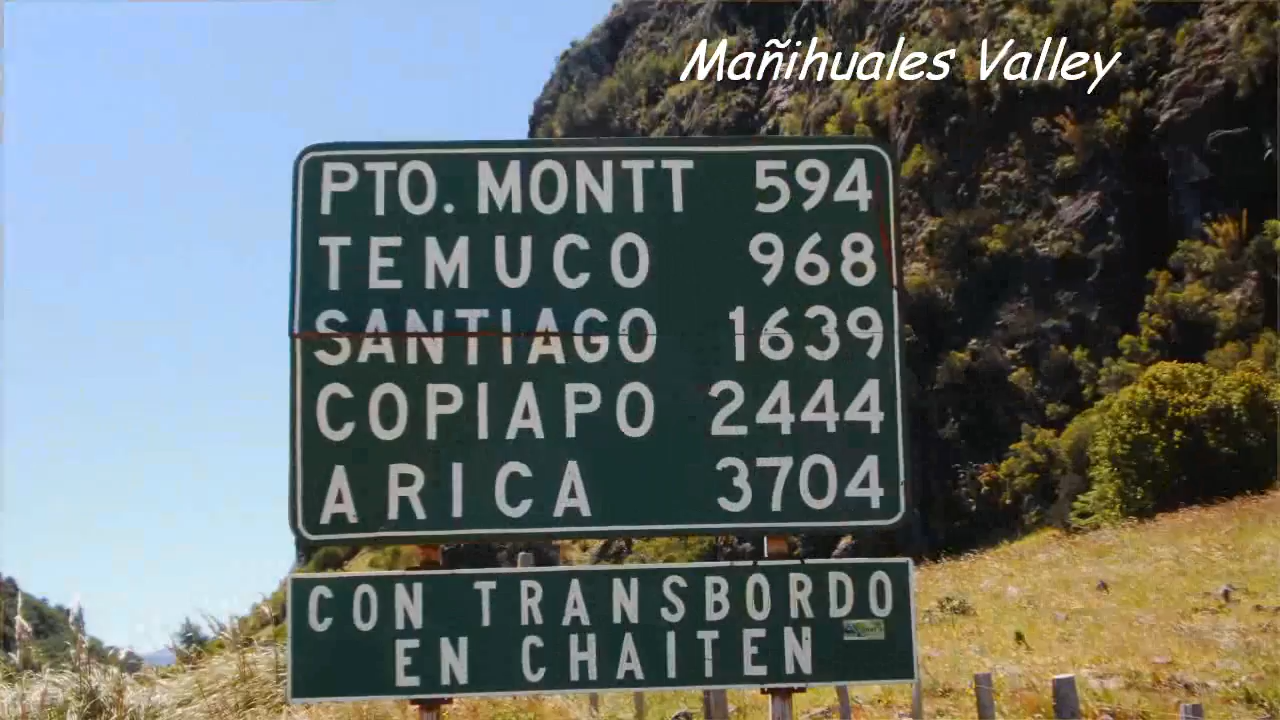 Mañihuales Valley
PTO. MONTT 594
TEMUCO 968
SANTIAGO 1639
COPIAPO 2444
ARICA 3704
CON TRANSBORDO
EN CHAITEN